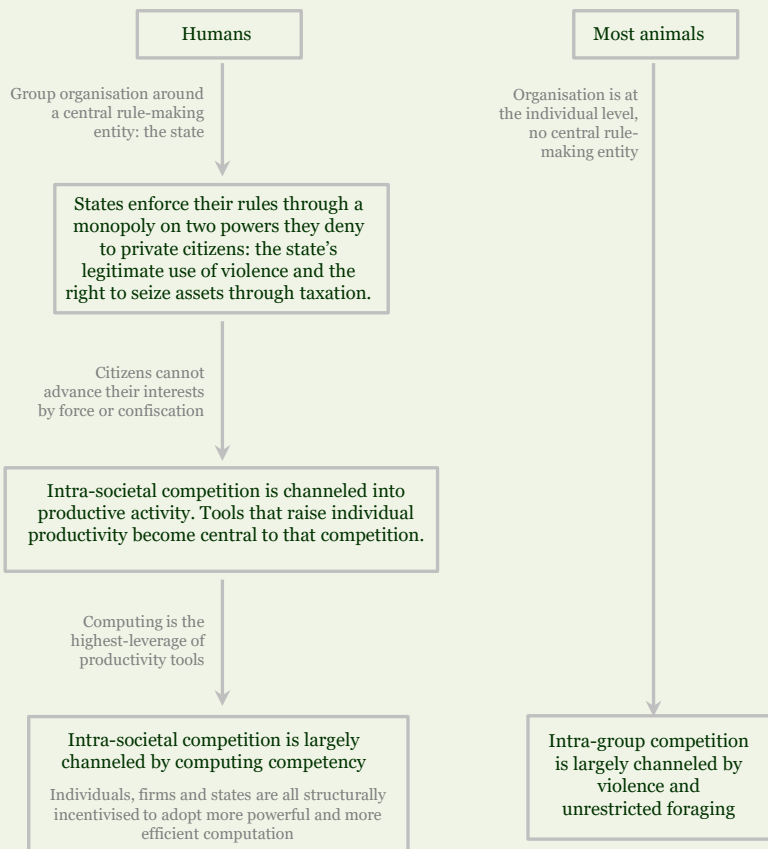 Humans
Group organisation around
a central rule-making
entity: the state
States enforce their rules through a
monopoly on two powers they deny
to private citizens: the state’s
legitimate use of violence and the
right to seize assets through taxation.
Citizens cannot
advance their interests
by force or confiscation
Intra-societal competition is channeled into
productive activity. Tools that raise individual
productivity become central to that competition.
Computing is the
highest-leverage of
productivity tools
Intra-societal competition is largely
channeled by computing competency
Individuals, firms and states are all structurally
incentivised to adopt more powerful and more
efficient computation
Most animals
Organisation is at
the individual level,
no central rule-
making entity
Intra-group competition
is largely channeled by
violence and
unrestricted foraging